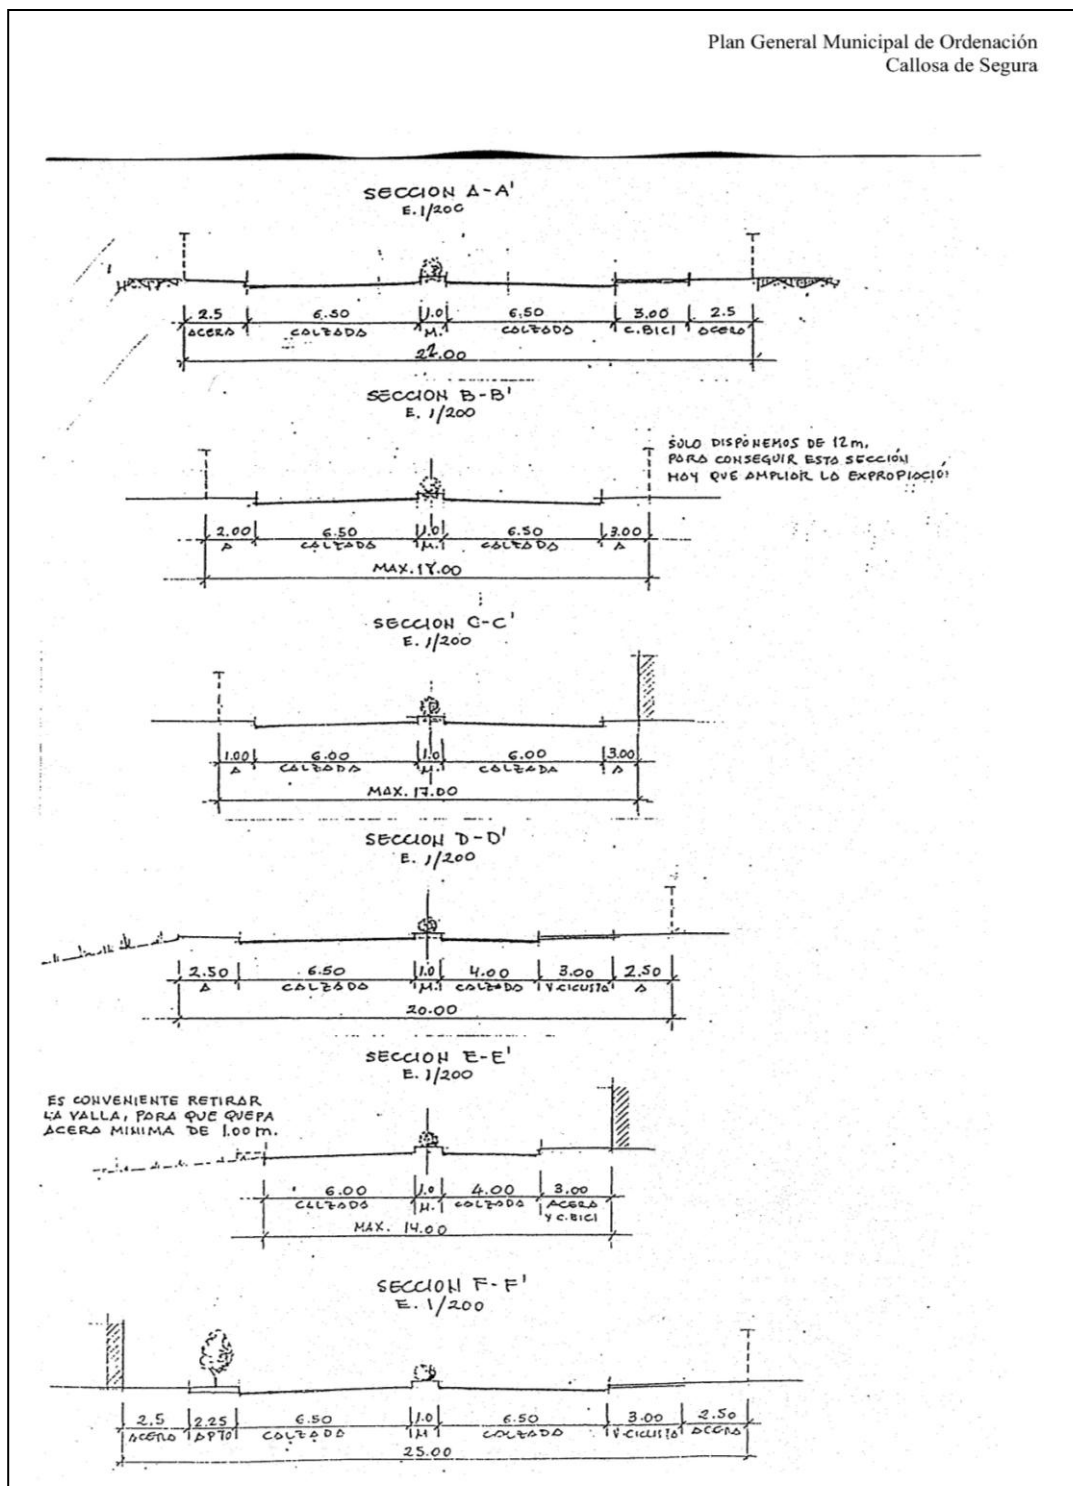 Plan General Municipal de Ordenación
Callosa de Segura
SECCION A-A'
E. 1/200
2.5 6.50 1.0 6.50 3.00 2.5
ACERA CALZADA M. CALZADA C.BICI ACERA
22.00
SECCION B-B'
E. 1/200
SOLO DISPONEMOS DE 12m.
PARA CONSEGUIR ESTA SECCIÓN
HAY QUE AMPLIAR LA EXPROPIACIÓN
2.00 6.50 1.0 6.50 3.00
A CALZADA M. CALZADA A
MAX. 18.00
SECCION C-C'
E. 1/200
1.00 6.00 1.0 6.00 3.00
A CALZADA M. CALZADA A
MAX. 17.00
SECCION D-D'
E. 1/200
2.50 6.50 1.0 4.00 3.00 2.50
A CALZADA M. CALZADA V.CICLISTA A
20.00
SECCION E-E'
E. 1/200
ES CONVENIENTE RETIRAR
LA VALLA, PARA QUE QUEPA
ACERA MINIMA DE 1.00 m.
6.00 1.0 4.00 3.00
CALZADA M. CALZADA ACERA
Y C.BICI
MAX. 14.00
SECCION F-F'
E. 1/200
2.5 2.25 6.50 1.0 6.50 3.00 2.50
ACERA APTO CALZADA M CALZADA V.CICLISTA ACERA
25.00